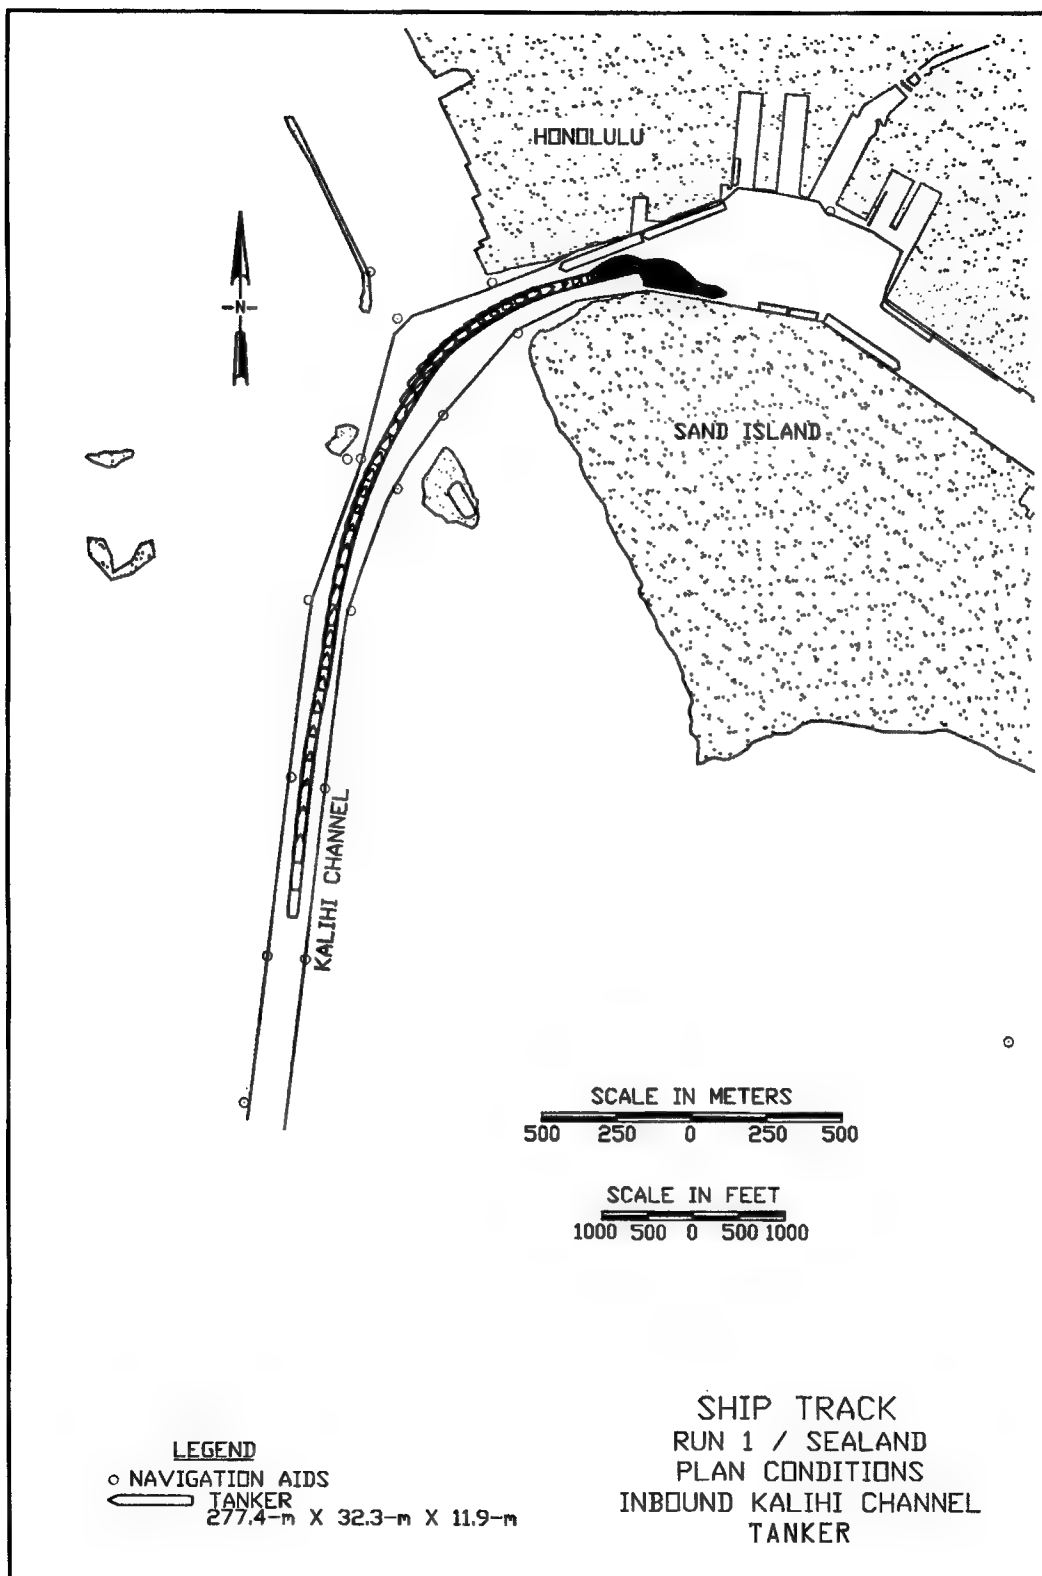 HONOLULU
-N-
SAND ISLAND
KALIHI CHANNEL
SCALE IN METERS
500 250 0 250 500
SCALE IN FEET
1000 500 0 500 1000
LEGEND
NAVIGATION AIDS
TANKER
277.4-m X 32.3-m X 11.9-m
SHIP TRACK
RUN 1 / SEALAND
PLAN CONDITIONS
INBOUND KALIHI CHANNEL
TANKER